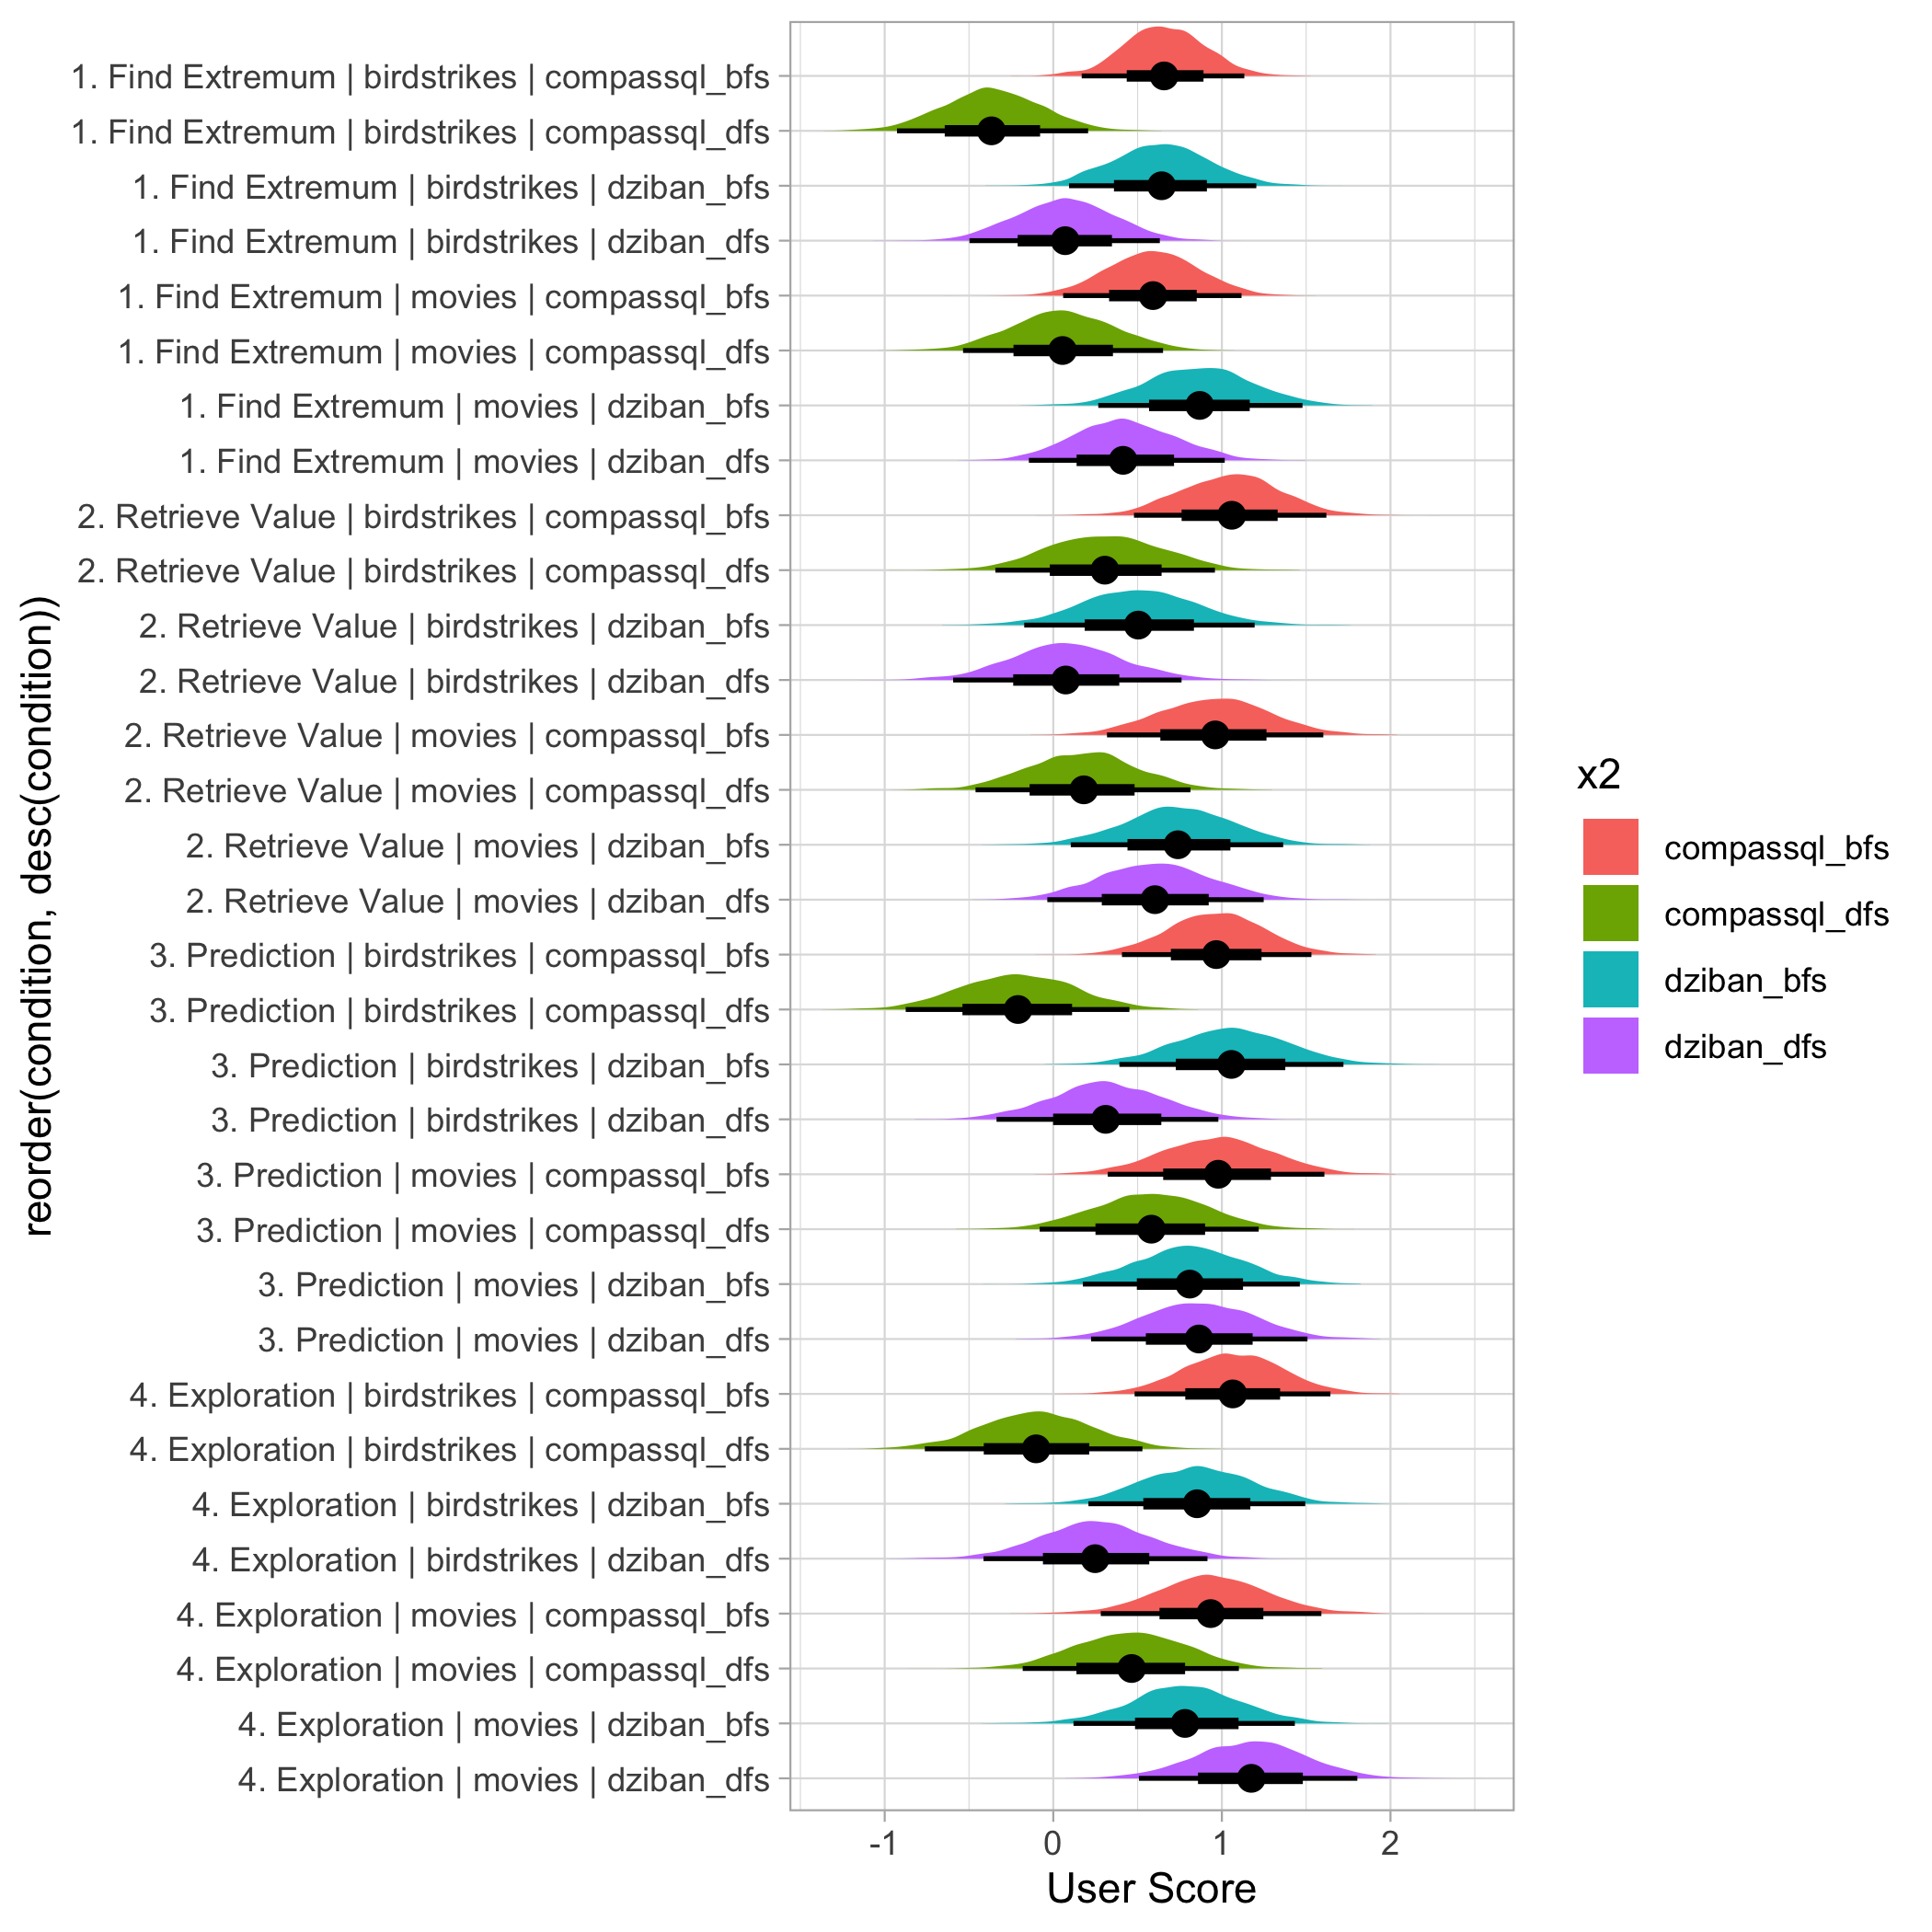 1. Find Extremum | birdstrikes | compassql_bfs
1. Find Extremum | birdstrikes | compassql_dfs
1. Find Extremum | birdstrikes | dziban_bfs
1. Find Extremum | birdstrikes | dziban_dfs
1. Find Extremum | movies | compassql_bfs
1. Find Extremum | movies | compassql_dfs
1. Find Extremum | movies | dziban_bfs
1. Find Extremum | movies | dziban_dfs
2. Retrieve Value | birdstrikes | compassql_bfs
2. Retrieve Value | birdstrikes | compassql_dfs
2. Retrieve Value | birdstrikes | dziban_bfs
2. Retrieve Value | birdstrikes | dziban_dfs
2. Retrieve Value | movies | compassql_bfs
2. Retrieve Value | movies | compassql_dfs
2. Retrieve Value | movies | dziban_bfs
2. Retrieve Value | movies | dziban_dfs
3. Prediction | birdstrikes | compassql_bfs
3. Prediction | birdstrikes | compassql_dfs
3. Prediction | birdstrikes | dziban_bfs
3. Prediction | birdstrikes | dziban_dfs
3. Prediction | movies | compassql_bfs
3. Prediction | movies | compassql_dfs
3. Prediction | movies | dziban_bfs
3. Prediction | movies | dziban_dfs
4. Exploration | birdstrikes | compassql_bfs
4. Exploration | birdstrikes | compassql_dfs
4. Exploration | birdstrikes | dziban_bfs
4. Exploration | birdstrikes | dziban_dfs
4. Exploration | movies | compassql_bfs
4. Exploration | movies | compassql_dfs
4. Exploration | movies | dziban_bfs
4. Exploration | movies | dziban_dfs
reorder(condition, desc(condition))
-1 0 1 2
User Score
x2
compassql_bfs
compassql_dfs
dziban_bfs
dziban_dfs